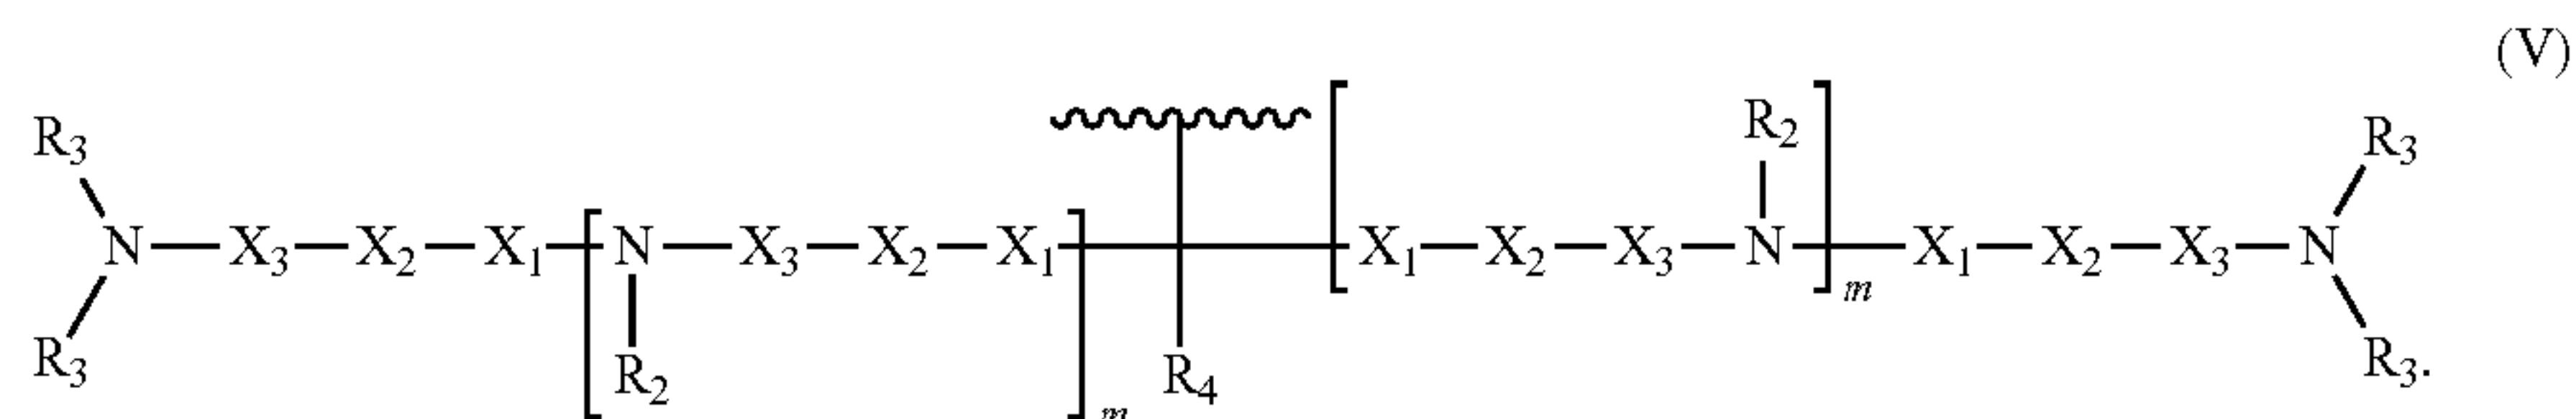 (V)
R₃ R₂ R₃
N—X₃—X₂—X₁—[N—X₃—X₂—X₁]—[X₁—X₂—X₃—N]—X₁—X₂—X₃—N
m
R₃ R₂ R₄ R₃.
m